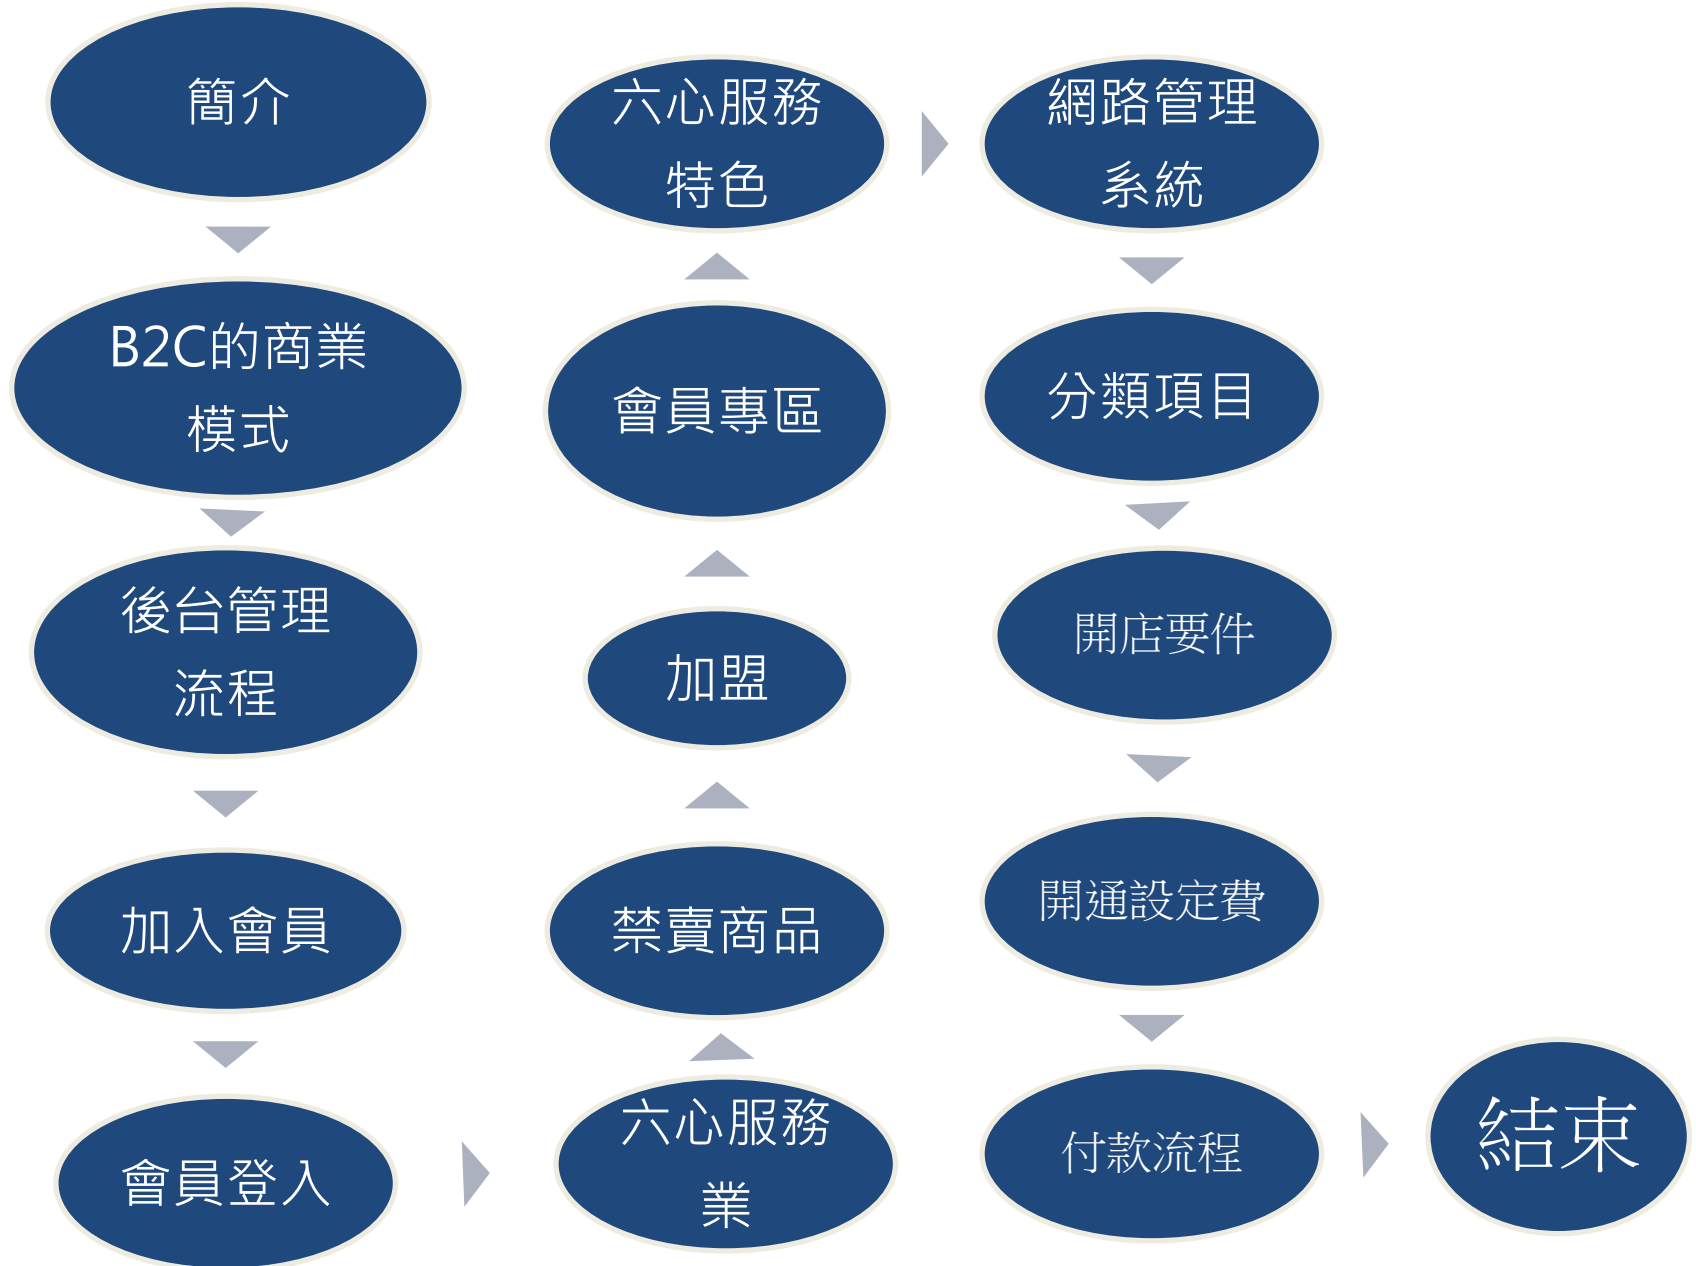 簡介
B2C的商業
模式
後台管理
流程
加入會員
會員登入
六心服務
業
禁賣商品
加盟
會員專區
六心服務
特色
網路管理
系統
分類項目
開店要件
開通設定費
付款流程
結束